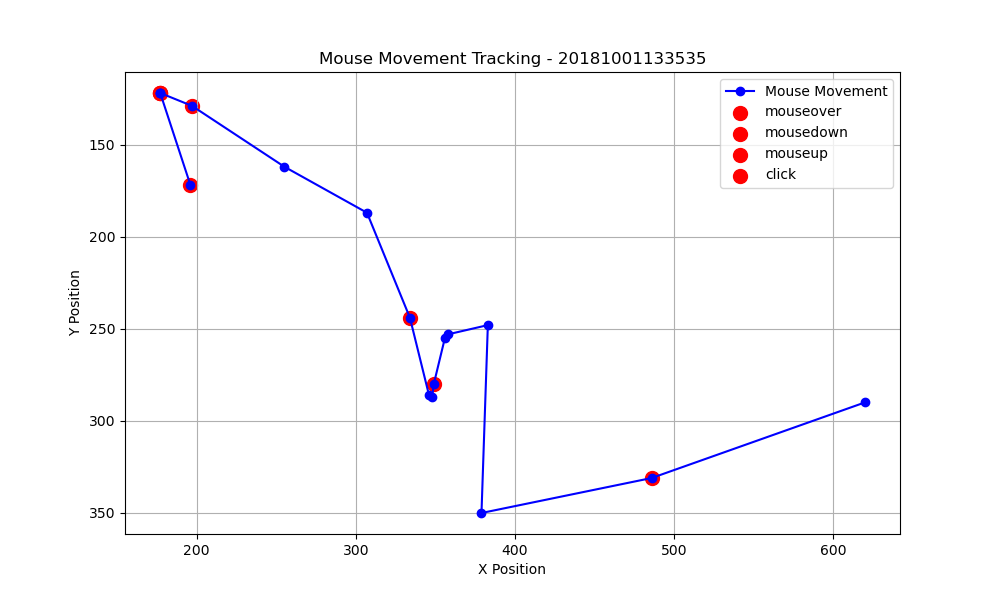 Mouse Movement Tracking - 20181001133535
Mouse Movement
mouseover
mousedown
mouseup
click
150
200
250
300
350
Y Position
200 300 400 500 600
X Position